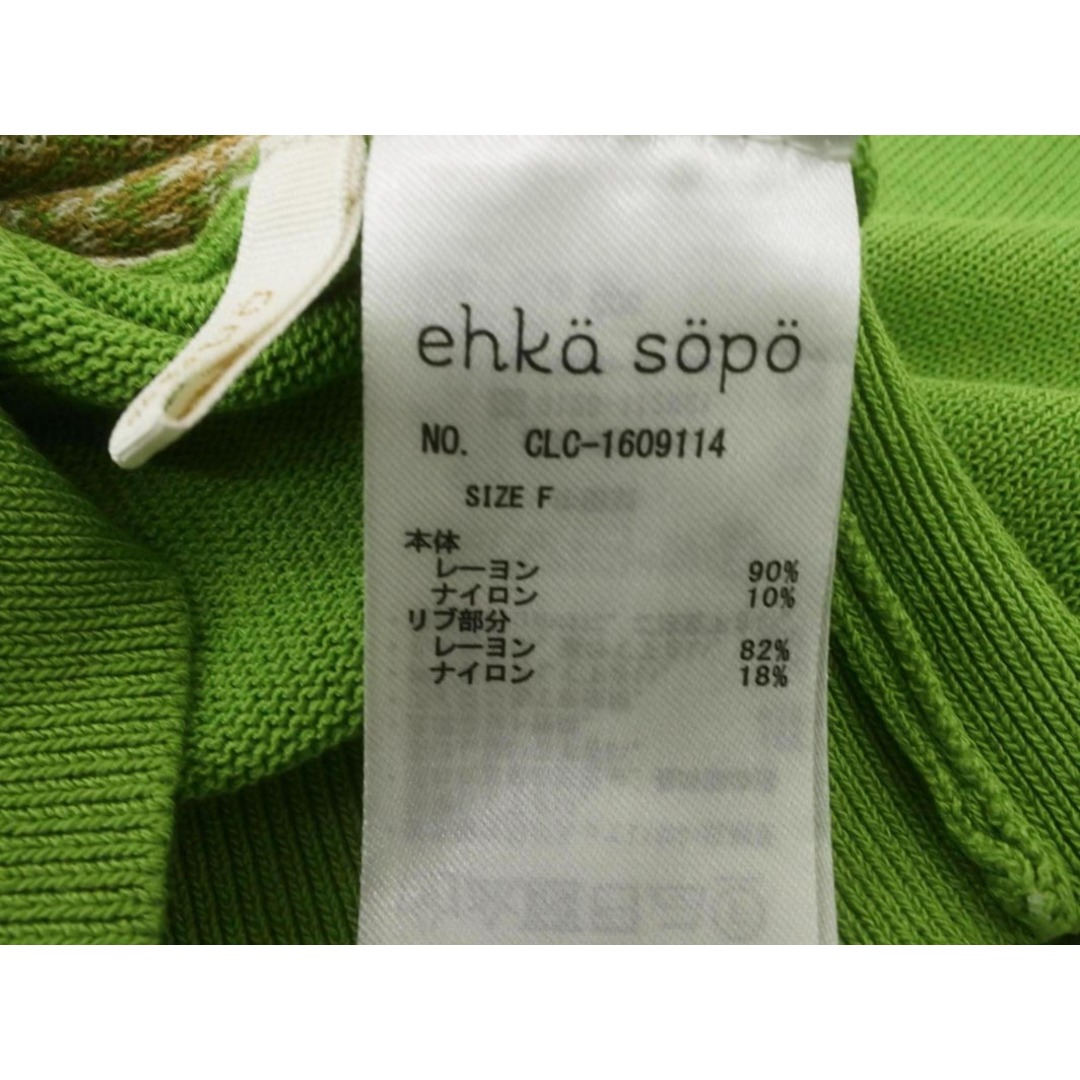 ehkä söpö
NO. CLC-1609114
SIZE F
本体
レーヨン 90%
ナイロン 10%
リブ部分
レーヨン 82%
ナイロン 18%